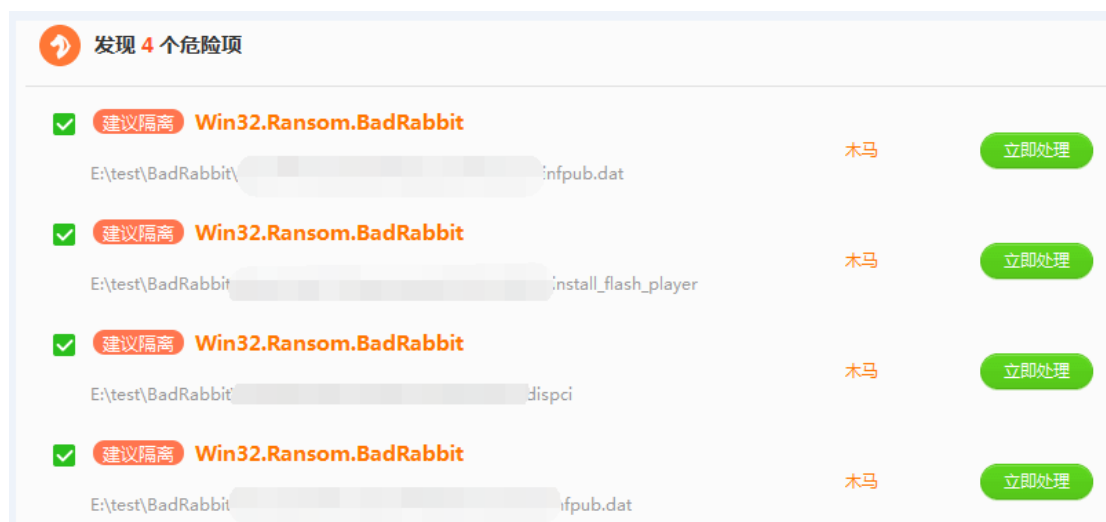 发现 4 个危险项
建议隔离 Win32.Ransom.BadRabbit
木马 立即处理
E:\test\BadRabbit\ infpub.dat
建议隔离 Win32.Ransom.BadRabbit
木马 立即处理
E:\test\BadRabbit install_flash_player
建议隔离 Win32.Ransom.BadRabbit
木马 立即处理
E:\test\BadRabbit dispci
建议隔离 Win32.Ransom.BadRabbit
木马 立即处理
E:\test\BadRabbit nfpub.dat